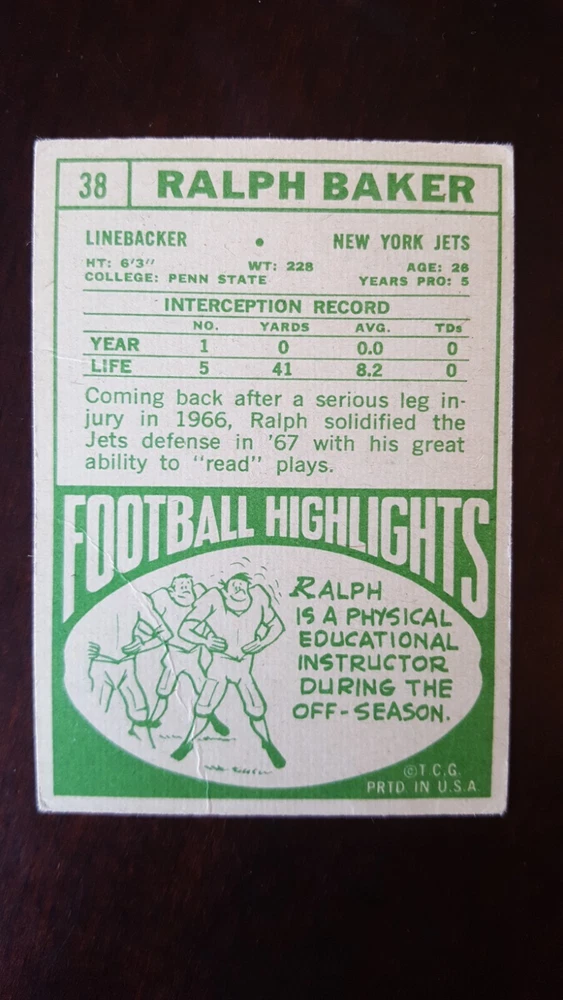 38 RALPH BAKER
LINEBACKER • NEW YORK JETS
HT: 6'3" WT: 228 AGE: 26
COLLEGE: PENN STATE YEARS PRO: 5
INTERCEPTION RECORD
NO. YARDS AVG. TDs
YEAR 1 0 0.0 0
LIFE 5 41 8.2 0
Coming back after a serious leg in-
jury in 1966, Ralph solidified the
Jets defense in '67 with his great
ability to "read" plays.
FOOTBALL HIGHLIGHTS
RALPH
IS A PHYSICAL
EDUCATIONAL
INSTRUCTOR
DURING THE
OFF-SEASON.
©T.C.G.
PRTD. IN U.S.A.